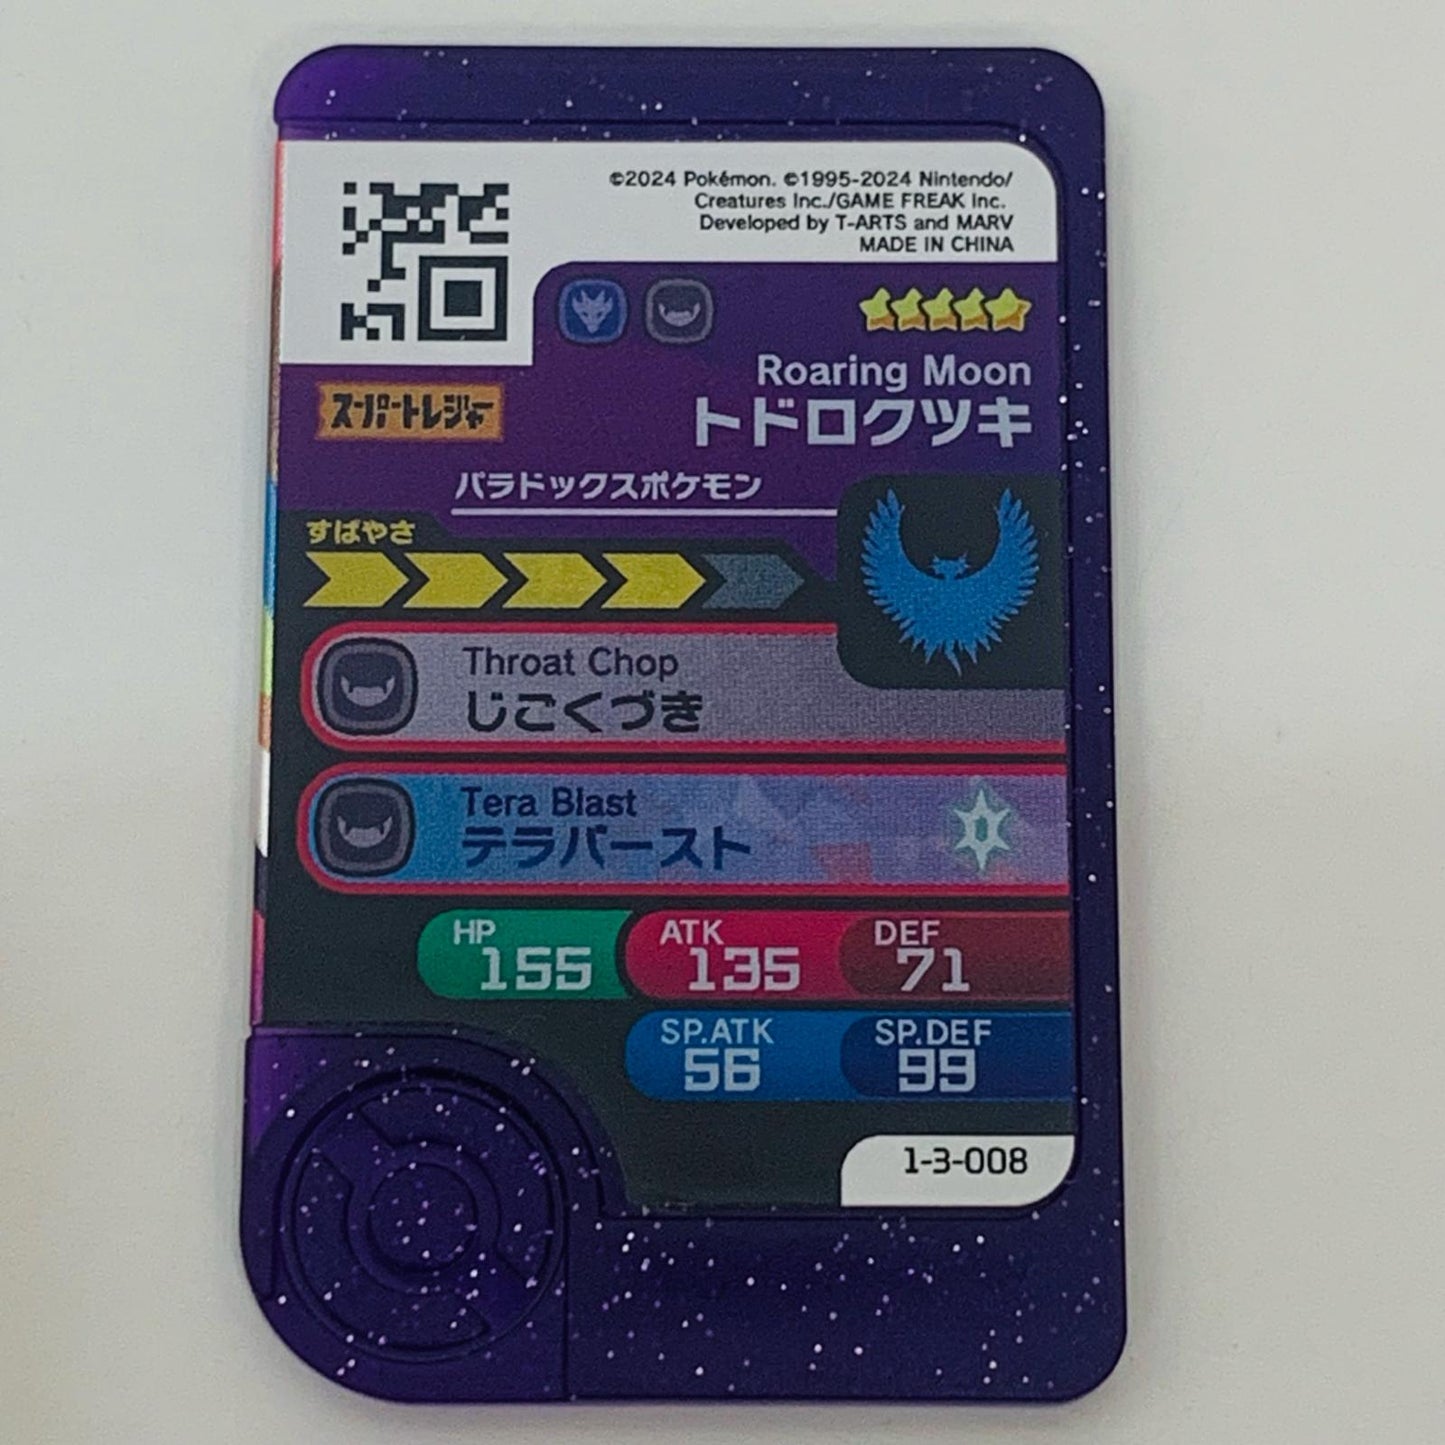 ©2024 Pokémon. ©1995-2024 Nintendo/
Creatures Inc./GAME FREAK Inc.
Developed by T-ARTS and MARV
MADE IN CHINA
スーパートレジャー
Roaring Moon
トドロクツキ
パラドックスポケモン
すばやさ
Throat Chop
じごくづき
Tera Blast
テラバースト
HP 155 ATK 135 DEF 71
SP.ATK 56 SP.DEF 99
1-3-008